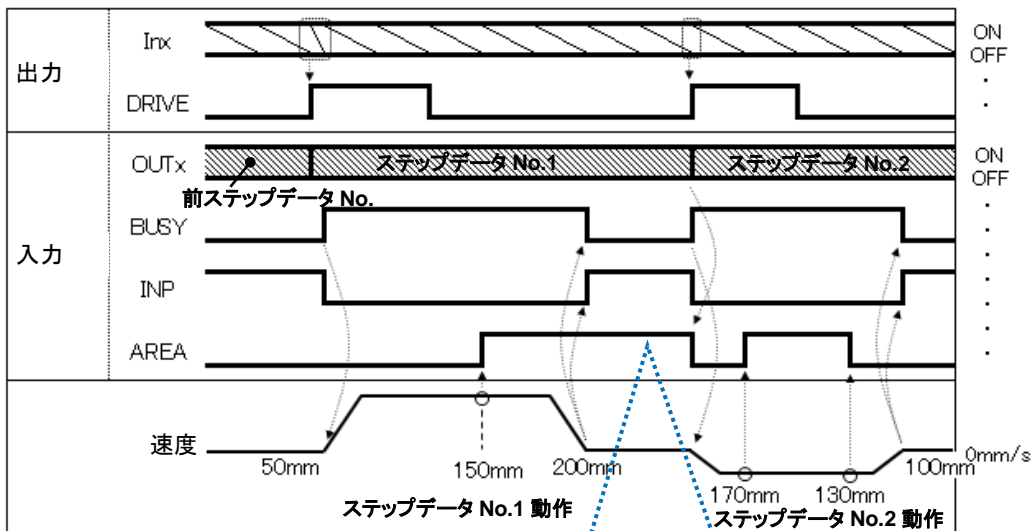 出力
Inx
ON
OFF
DRIVE
入力
OUTx
ステップデータ No.1
ステップデータ No.2
ON
OFF
前ステップデータ No.
BUSY
INP
AREA
速度
50mm
150mm
200mm
170mm
130mm
100mm
0mm/s
ステップデータ No.1 動作
ステップデータ No.2 動作